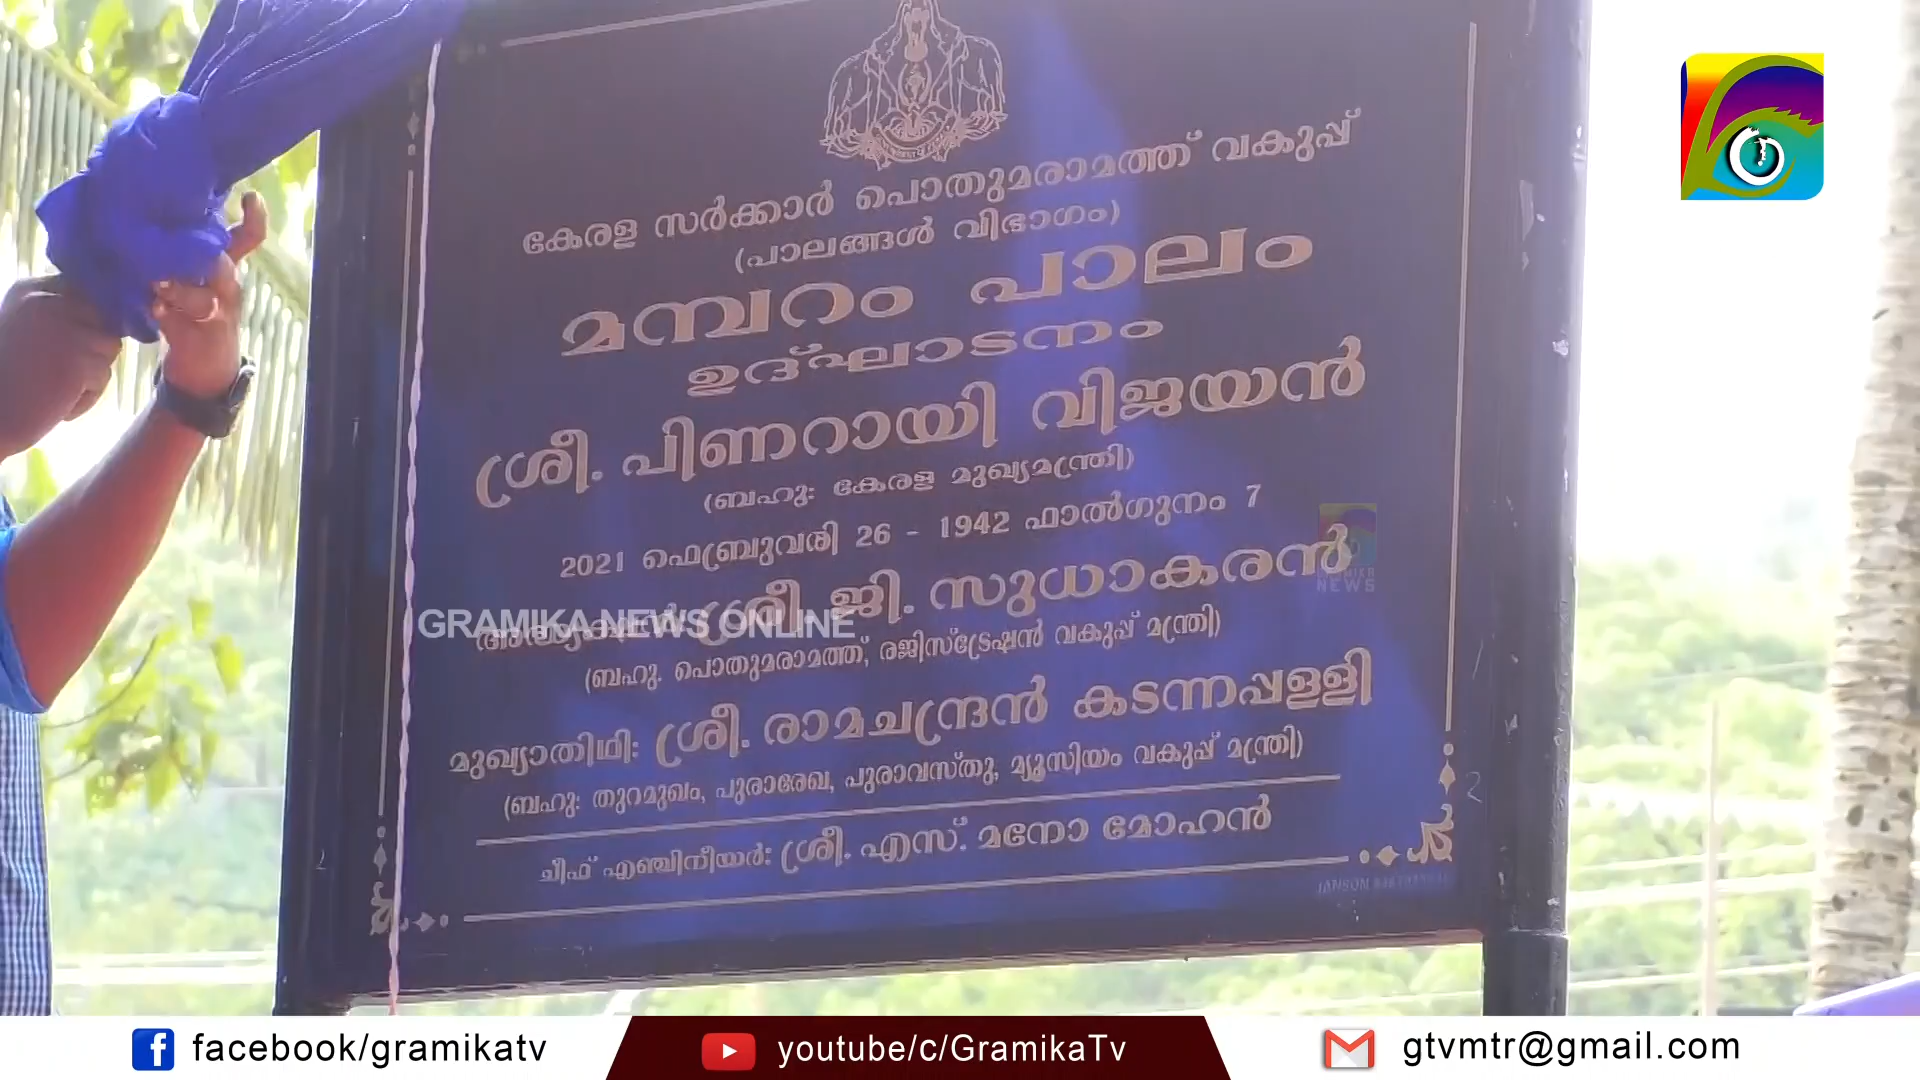 കേരള സർക്കാർ പൊതുമരാമത്ത് വകുപ്പ്
(പാലങ്ങൾ വിഭാഗം)
മമ്പറം പാലം
ഉദ്ഘാടനം
ശ്രീ. പിണറായി വിജയൻ
(ബഹു: കേരള മുഖ്യമന്ത്രി)
2021 ഫെബ്രുവരി 26 - 1942 ഫാൽഗുനം 7
ശ്രീ. ജി. സുധാകരൻ
NEWS
GRAMIKA NEWS ONLINE
(ബഹു. പൊതുമരാമത്ത്, രജിസ്ട്രേഷൻ വകുപ്പ് മന്ത്രി)
മുഖ്യാതിഥി: ശ്രീ. രാമചന്ദ്രൻ കടന്നപ്പള്ളി
(ബഹു: തുറമുഖം, പുരാരേഖ, പുരാവസ്തു, മ്യൂസിയം വകുപ്പ് മന്ത്രി)
ചീഫ് എഞ്ചിനീയർ: ശ്രീ. എസ്. മനോ മോഹൻ
JANSON
facebook/gramikatv
youtube/c/GramikaTv
gtvmtr@gmail.com